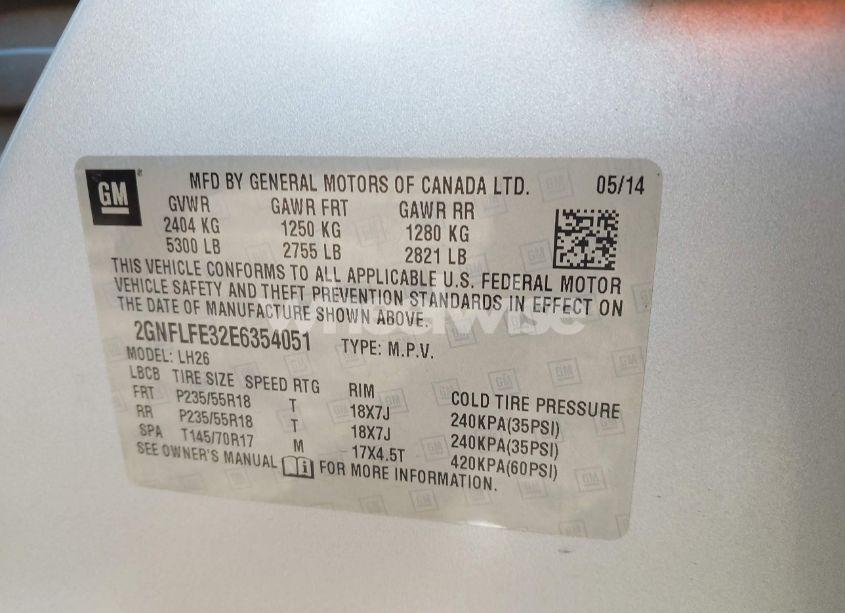 GM
MFD BY GENERAL MOTORS OF CANADA LTD. 05/14
GVWR GAWR FRT GAWR RR
2404 KG 1250 KG 1280 KG
5300 LB 2755 LB 2821 LB
THIS VEHICLE CONFORMS TO ALL APPLICABLE U.S. FEDERAL MOTOR
VEHICLE SAFETY AND THEFT PREVENTION STANDARDS IN EFFECT ON
THE DATE OF MANUFACTURE SHOWN ABOVE.
2GNFLFE32E6354051 TYPE: M.P.V.
MODEL: LH26
LBCB TIRE SIZE SPEED RTG RIM COLD TIRE PRESSURE
FRT P235/55R18 T 18X7J 240KPA(35PSI)
RR P235/55R18 T 18X7J 240KPA(35PSI)
SPA T145/70R17 M 17X4.5T 420KPA(60PSI)
SEE OWNER'S MANUAL FOR MORE INFORMATION.